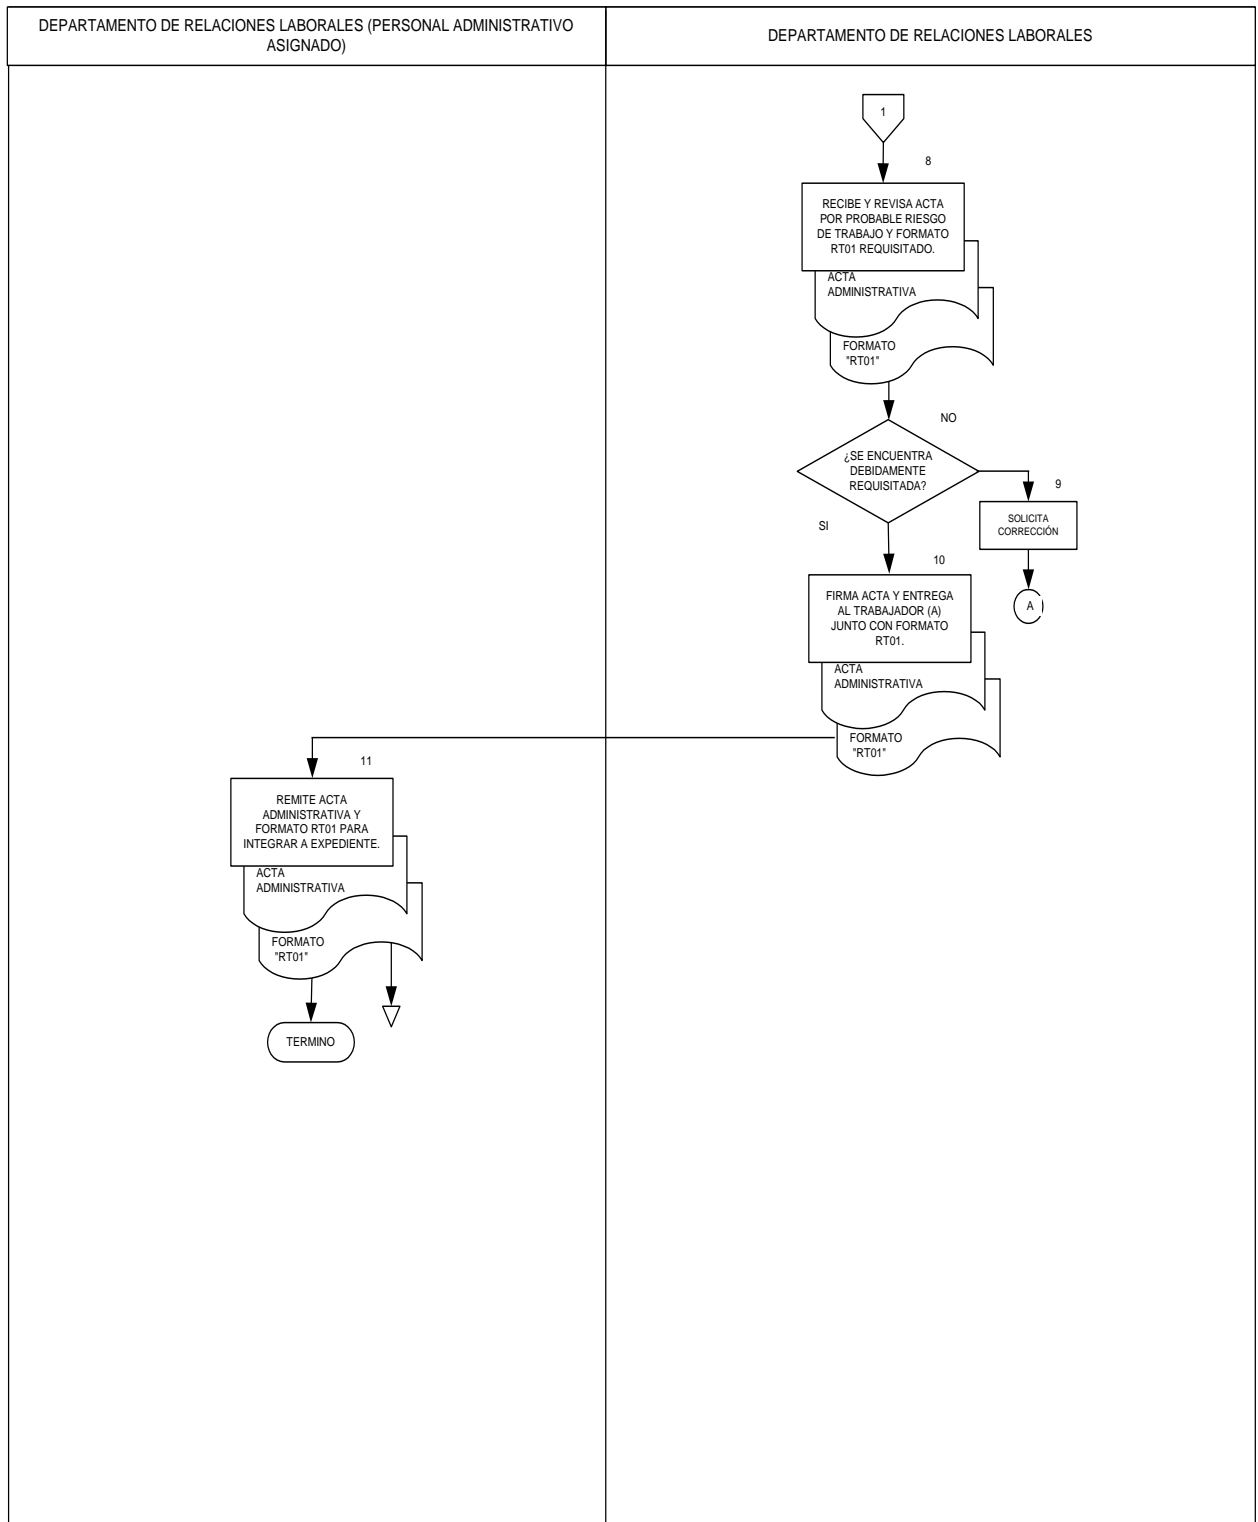 DEPARTAMENTO DE RELACIONES LABORALES (PERSONAL ADMINISTRATIVO
ASIGNADO)
DEPARTAMENTO DE RELACIONES LABORALES
1
8
RECIBE Y REVISA ACTA
POR PROBABLE RIESGO
DE TRABAJO Y FORMATO
RT01 REQUISITADO.
ACTA
ADMINISTRATIVA
FORMATO
"RT01"
NO
¿SE ENCUENTRA
DEBIDAMENTE
REQUISITADA?
9
SOLICITA
CORRECCIÓN
A
SI
10
FIRMA ACTA Y ENTREGA
AL TRABAJADOR (A)
JUNTO CON FORMATO
RT01.
ACTA
ADMINISTRATIVA
FORMATO
"RT01"
11
REMITE ACTA
ADMINISTRATIVA Y
FORMATO RT01 PARA
INTEGRAR A EXPEDIENTE.
ACTA
ADMINISTRATIVA
FORMATO
"RT01"
TERMINO